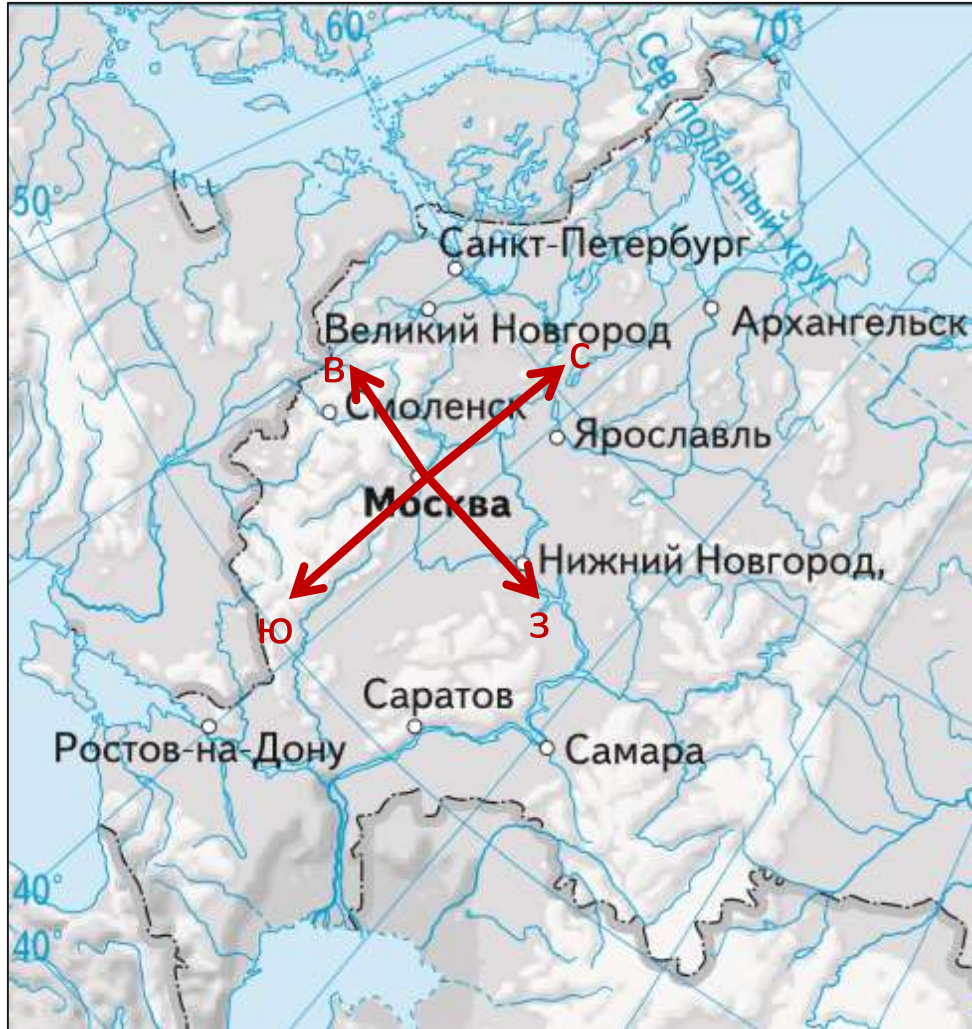 60°
70°
Сев. полярный круг
50°
Санкт-Петербург
Великий Новгород
Архангельск
В
С
Смоленск
Ярославль
Москва
Нижний Новгород,
Ю
З
Саратов
Ростов-на-Дону
Самара
40°
40°